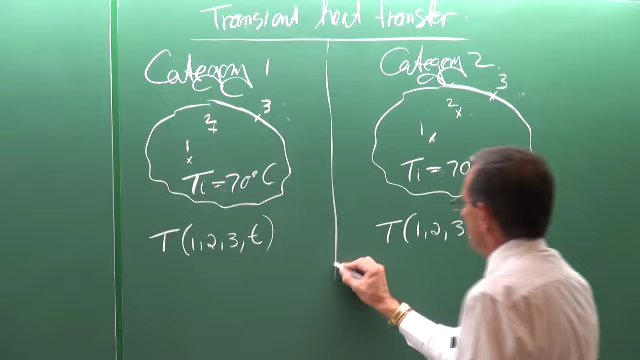 Transient heat transfer.
Category 1
3
2
1
Ti = 70°C
T(1,2,3,t)
Category 2
3
2
1
Ti = 70
T(1,2,3